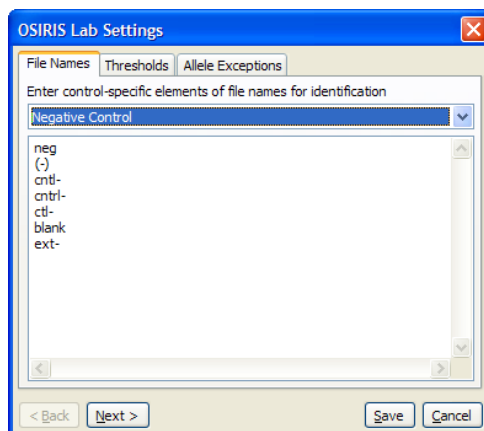 OSIRIS Lab Settings
File Names Thresholds Allele Exceptions
Enter control-specific elements of file names for identification
Negative Control
neg
(-)
cntl-
cntrl-
ctl-
blank
ext-
< Back Next > Save Cancel